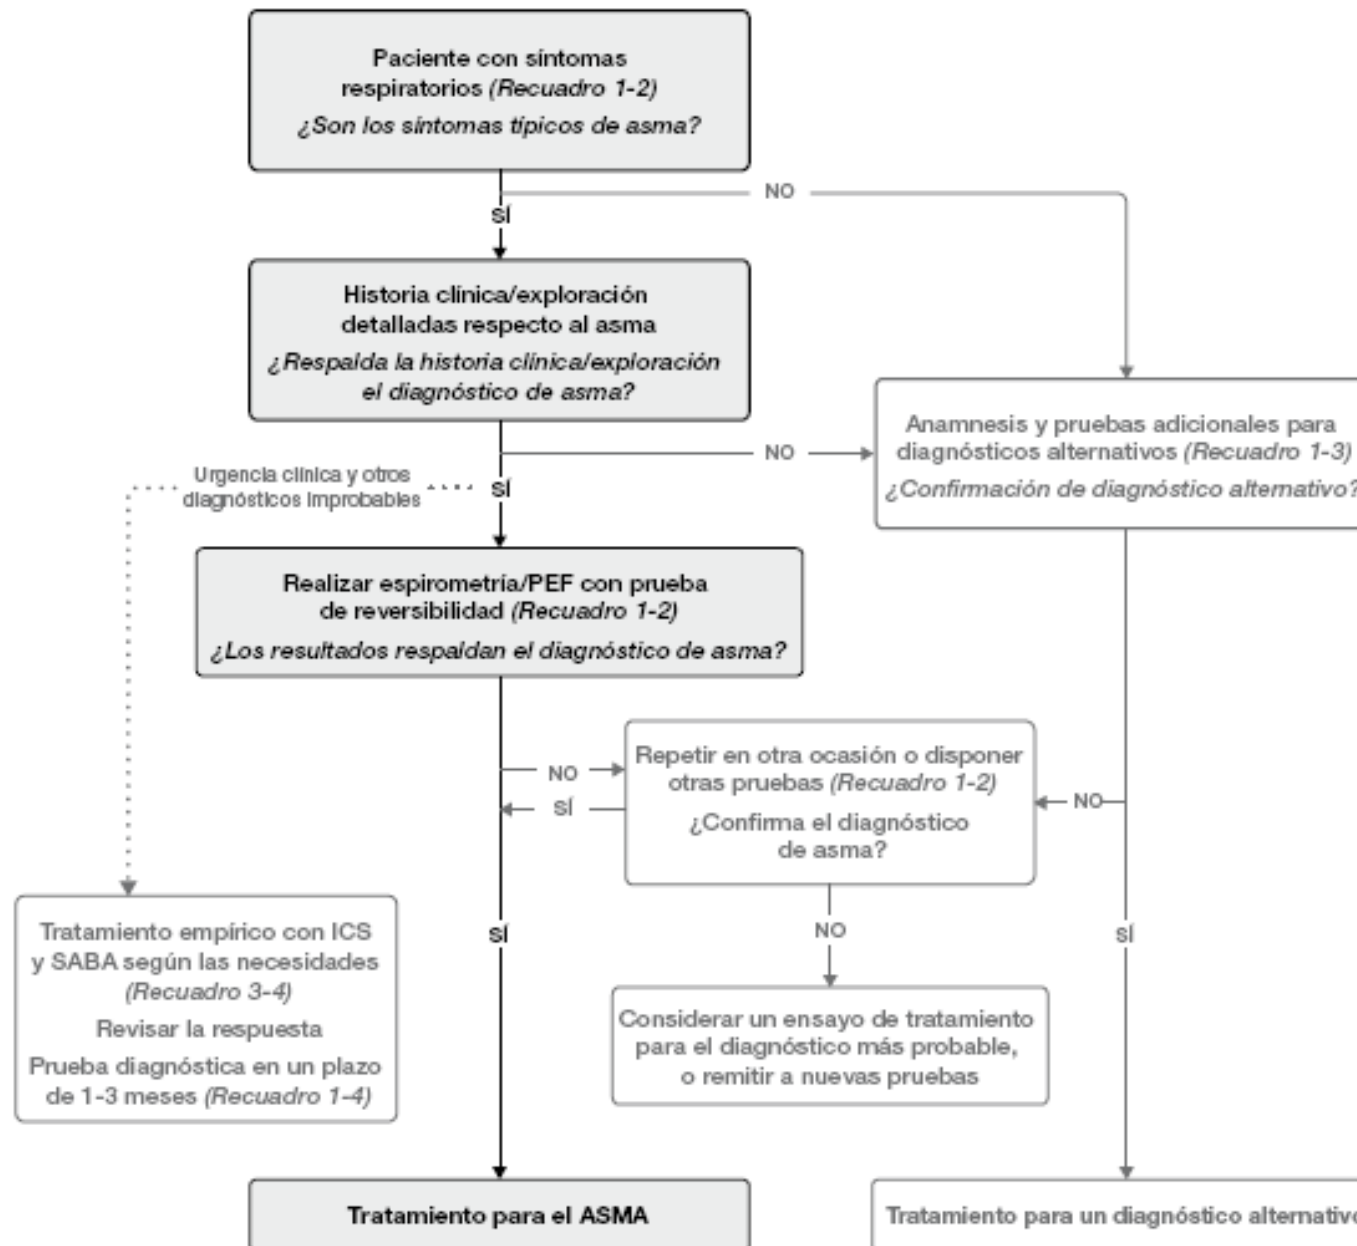 Paciente con síntomas
respiratorios (Recuadro 1-2)
¿Son los síntomas típicos de asma?
NO
SÍ
Historia clínica/exploración
detalladas respecto al asma
¿Respalda la historia clínica/exploración
el diagnóstico de asma?
Anamnesis y pruebas adicionales para
diagnósticos alternativos (Recuadro 1-3)
¿Confirmación de diagnóstico alternativo?
NO
Urgencia clínica y otros
diagnósticos improbables
SÍ
Realizar espirometría/PEF con prueba
de reversibilidad (Recuadro 1-2)
¿Los resultados respaldan el diagnóstico de asma?
Repetir en otra ocasión o disponer
otras pruebas (Recuadro 1-2)
¿Confirma el diagnóstico
de asma?
NO
SÍ
NO
Tratamiento empírico con ICS
y SABA según las necesidades
(Recuadro 3-4)
Revisar la respuesta
Prueba diagnóstica en un plazo
de 1-3 meses (Recuadro 1-4)
SÍ
NO
SÍ
Considerar un ensayo de tratamiento
para el diagnóstico más probable,
o remitir a nuevas pruebas
Tratamiento para el ASMA
Tratamiento para un diagnóstico alternativo